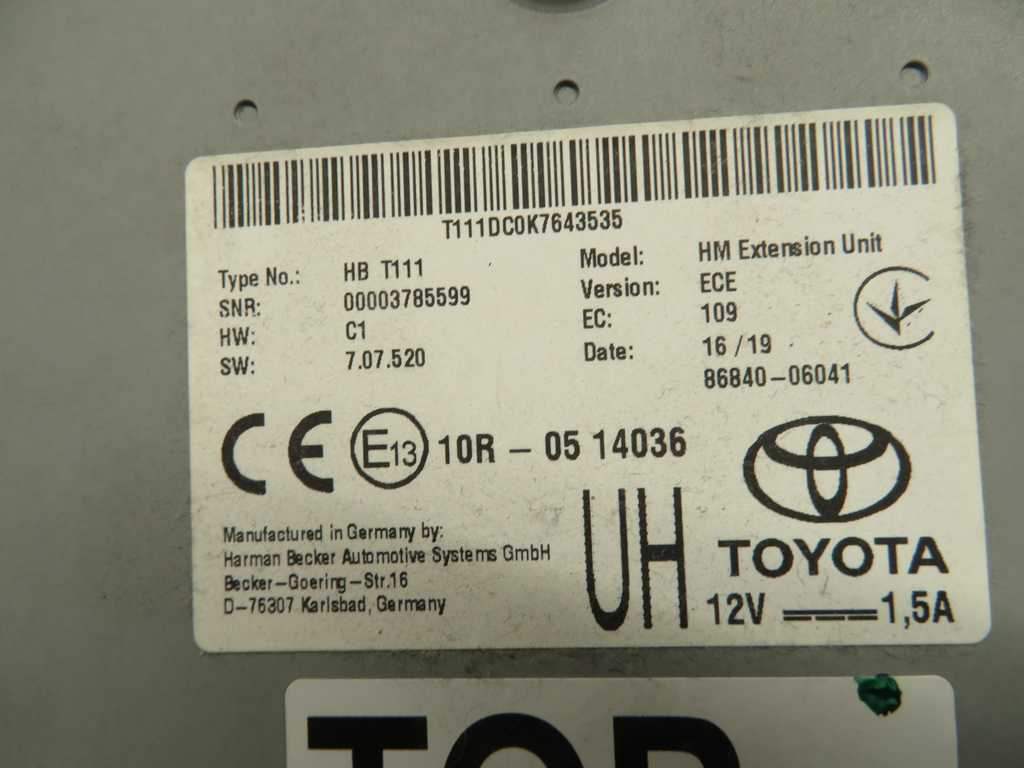 T111DC0K7643535
Type No.: HB T111
SNR: 00003785599
HW: C1
SW: 7.07.520
Model: HM Extension Unit
Version: ECE
EC: 109
Date: 16/19
86840-06041
CE E13 10R - 05 14036
Manufactured in Germany by:
Harman Becker Automotive Systems GmbH
Becker-Goering-Str.16
D-76307 Karlsbad, Germany
UH
TOYOTA
12V 1,5A
TOP